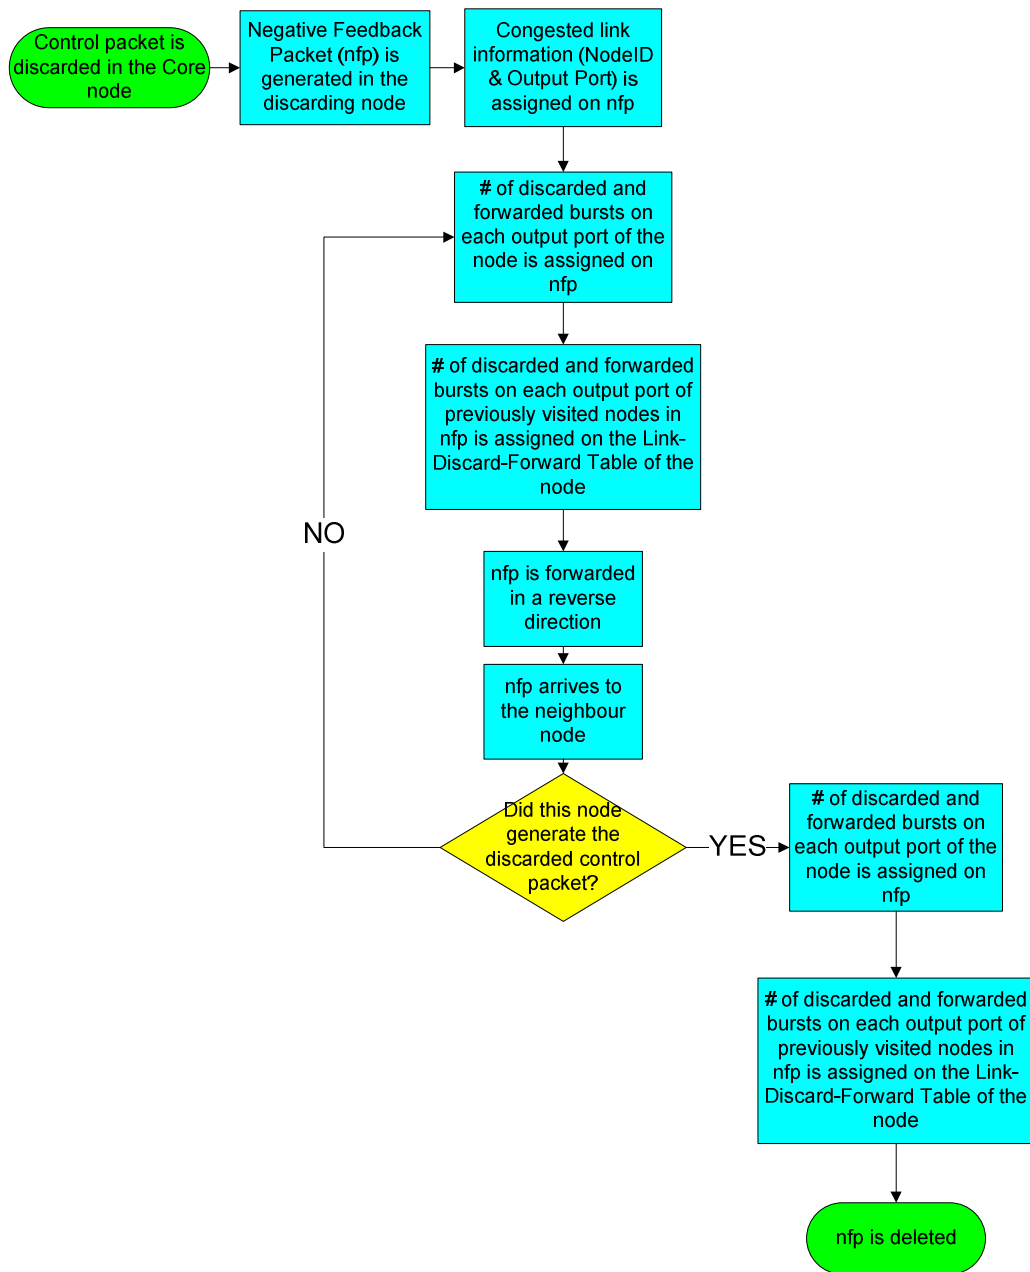 Control packet is
discarded in the Core
node
Negative Feedback
Packet (nfp) is
generated in the
discarding node
Congested link
information (NodeID
& Output Port) is
assigned on nfp
# of discarded and
forwarded bursts on
each output port of the
node is assigned on
nfp
# of discarded and forwarded
bursts on each output port of
previously visited nodes in
nfp is assigned on the Link-
Discard-Forward Table of the
node
NO
nfp is forwarded
in a reverse
direction
nfp arrives to
the neighbour
node
Did this node
generate the
discarded control
packet?
YES
# of discarded and
forwarded bursts on
each output port of the
node is assigned on
nfp
# of discarded and forwarded
bursts on each output port of
previously visited nodes in
nfp is assigned on the Link-
Discard-Forward Table of the
node
nfp is deleted